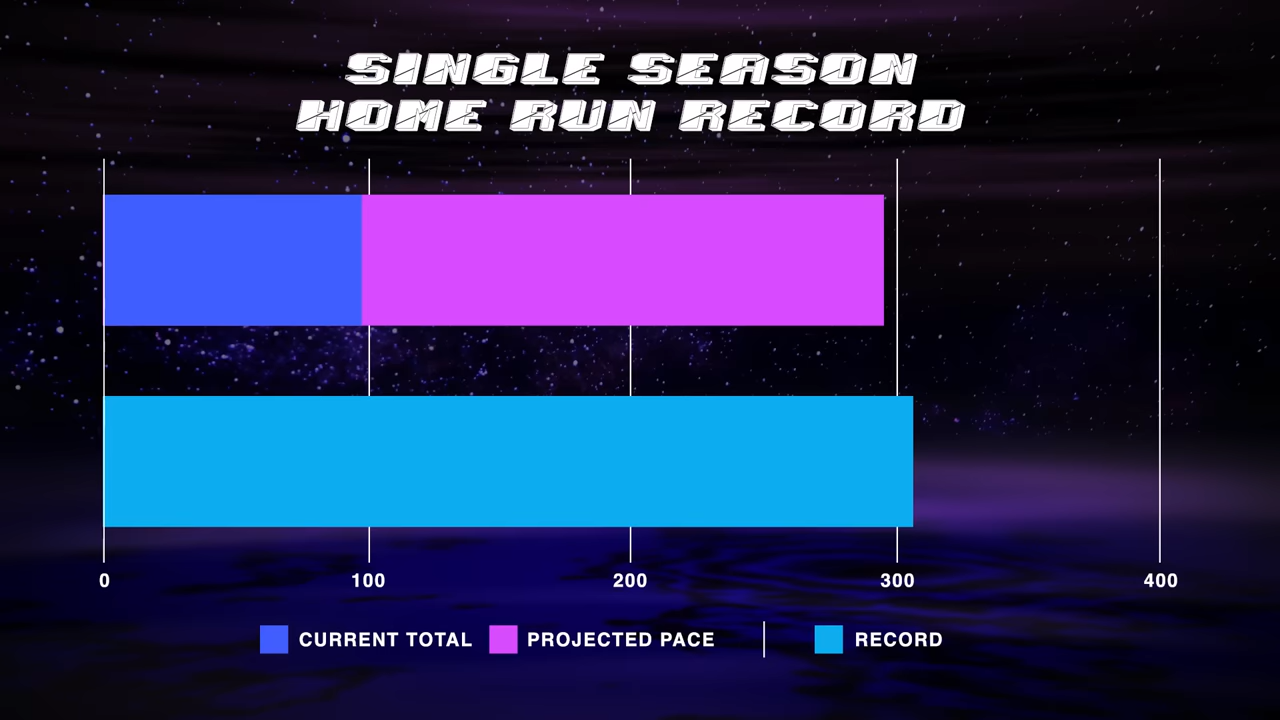 SINGLE SEASON
HOME RUN RECORD
0 100 200 300 400
CURRENT TOTAL PROJECTED PACE RECORD